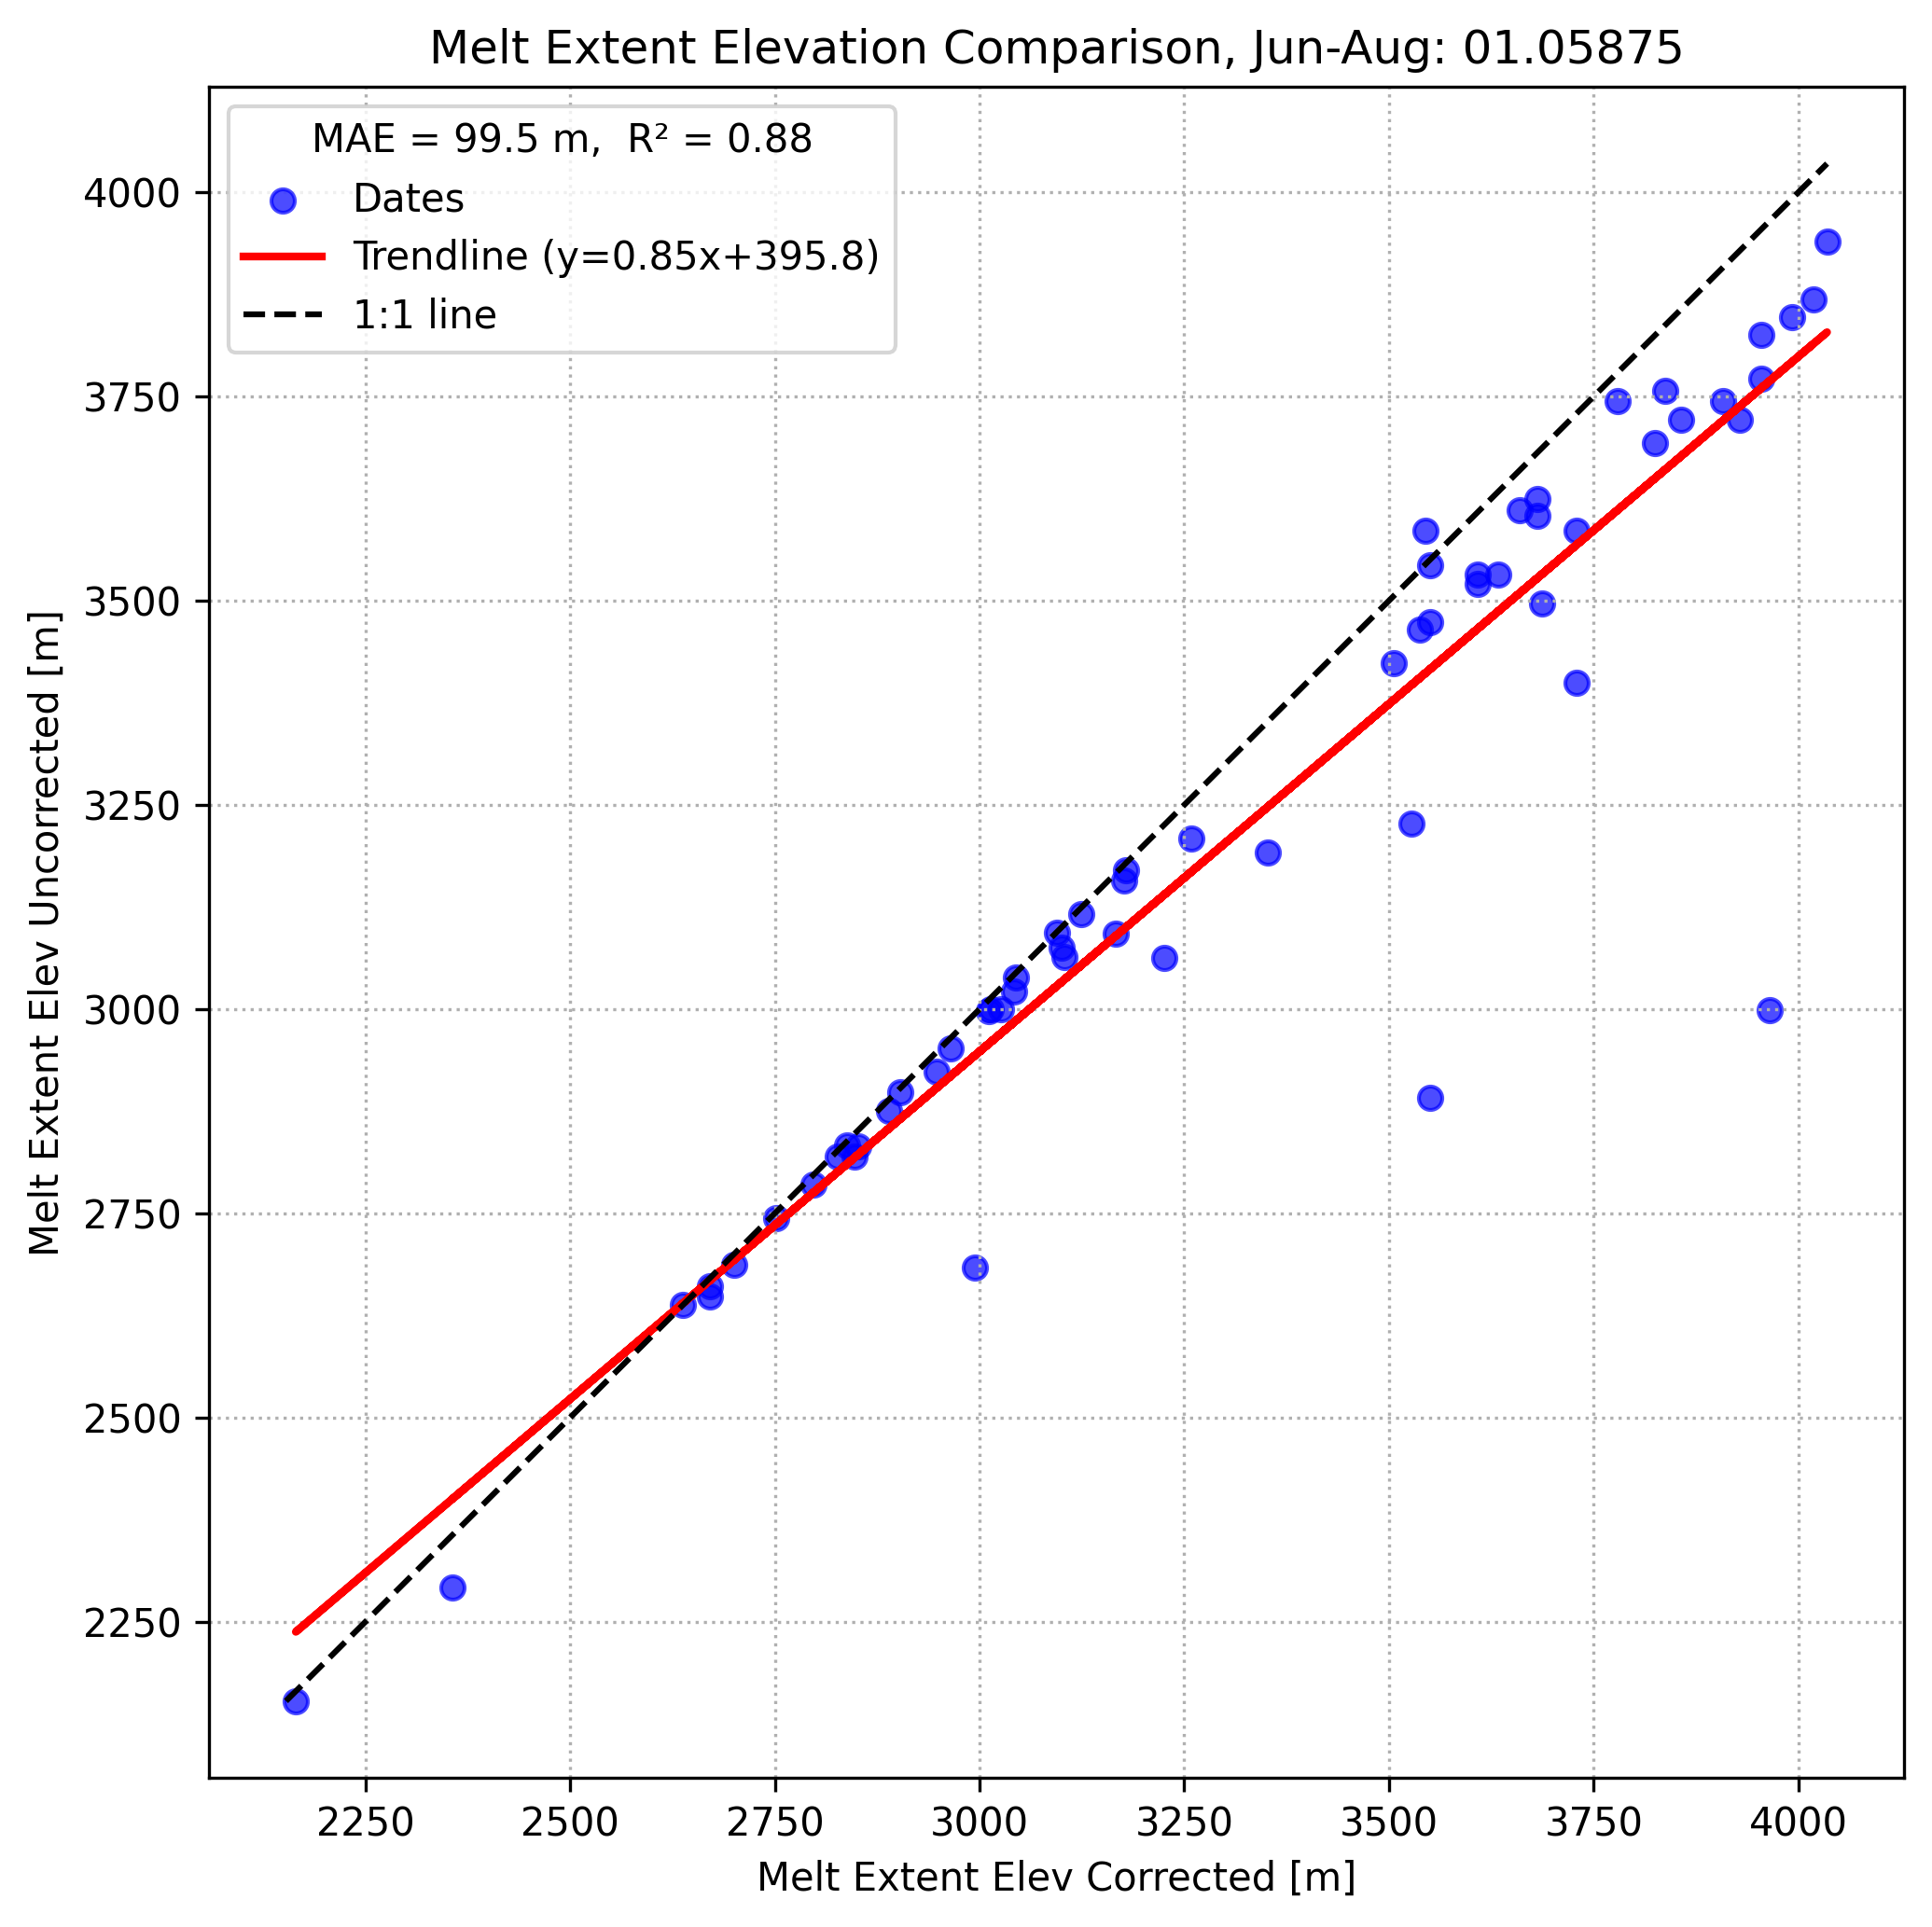 Melt Extent Elevation Comparison, Jun-Aug: 01.05875
MAE = 99.5 m,  R² = 0.88
Dates
Trendline (y=0.85x+395.8)
1:1 line
4000
3750
3500
3250
3000
2750
2500
2250
Melt Extent Elev Uncorrected [m]
2250 2500 2750 3000 3250 3500 3750 4000
Melt Extent Elev Corrected [m]